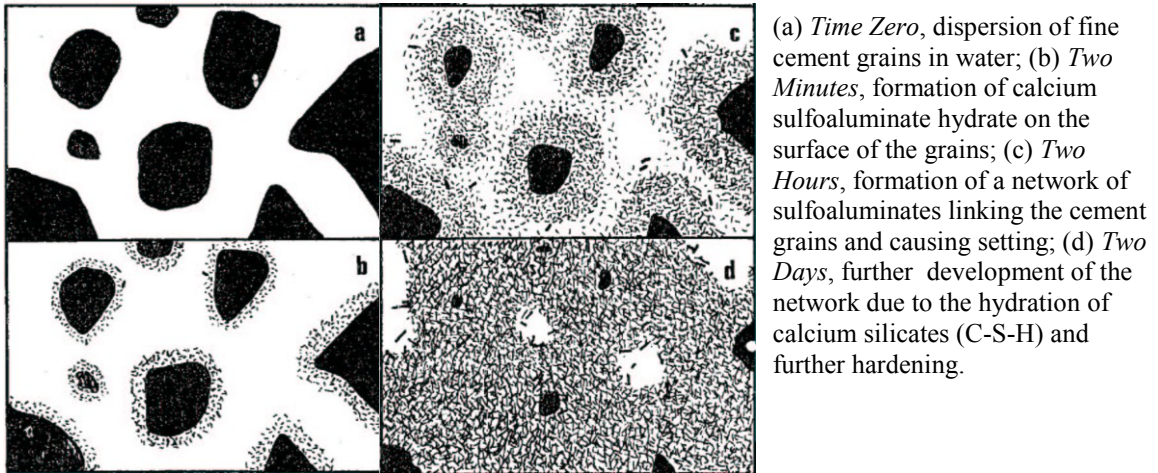 a
c
b
d
(a) Time Zero, dispersion of fine
cement grains in water; (b) Two
Minutes, formation of calcium
sulfoaluminate hydrate on the
surface of the grains; (c) Two
Hours, formation of a network of
sulfoaluminates linking the cement
grains and causing setting; (d) Two
Days, further development of the
network due to the hydration of
calcium silicates (C-S-H) and
further hardening.